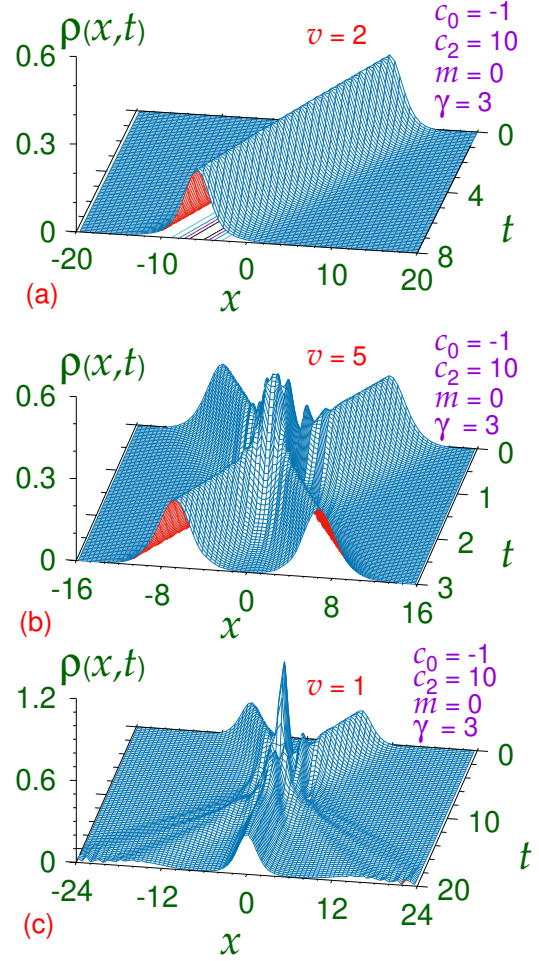 ρ(x,t)
v = 2
c₀ = -1
c₂ = 10
m = 0
γ = 3
0.6
0.3
0
-20
-10
0
10
20
x
0
4
8
t
(a)
ρ(x,t)
v = 5
c₀ = -1
c₂ = 10
m = 0
γ = 3
0.6
0.3
0
-16
-8
0
8
16
x
0
1
2
3
t
(b)
ρ(x,t)
v = 1
c₀ = -1
c₂ = 10
m = 0
γ = 3
1.2
0.6
0
-24
-12
0
12
24
x
0
10
20
t
(c)